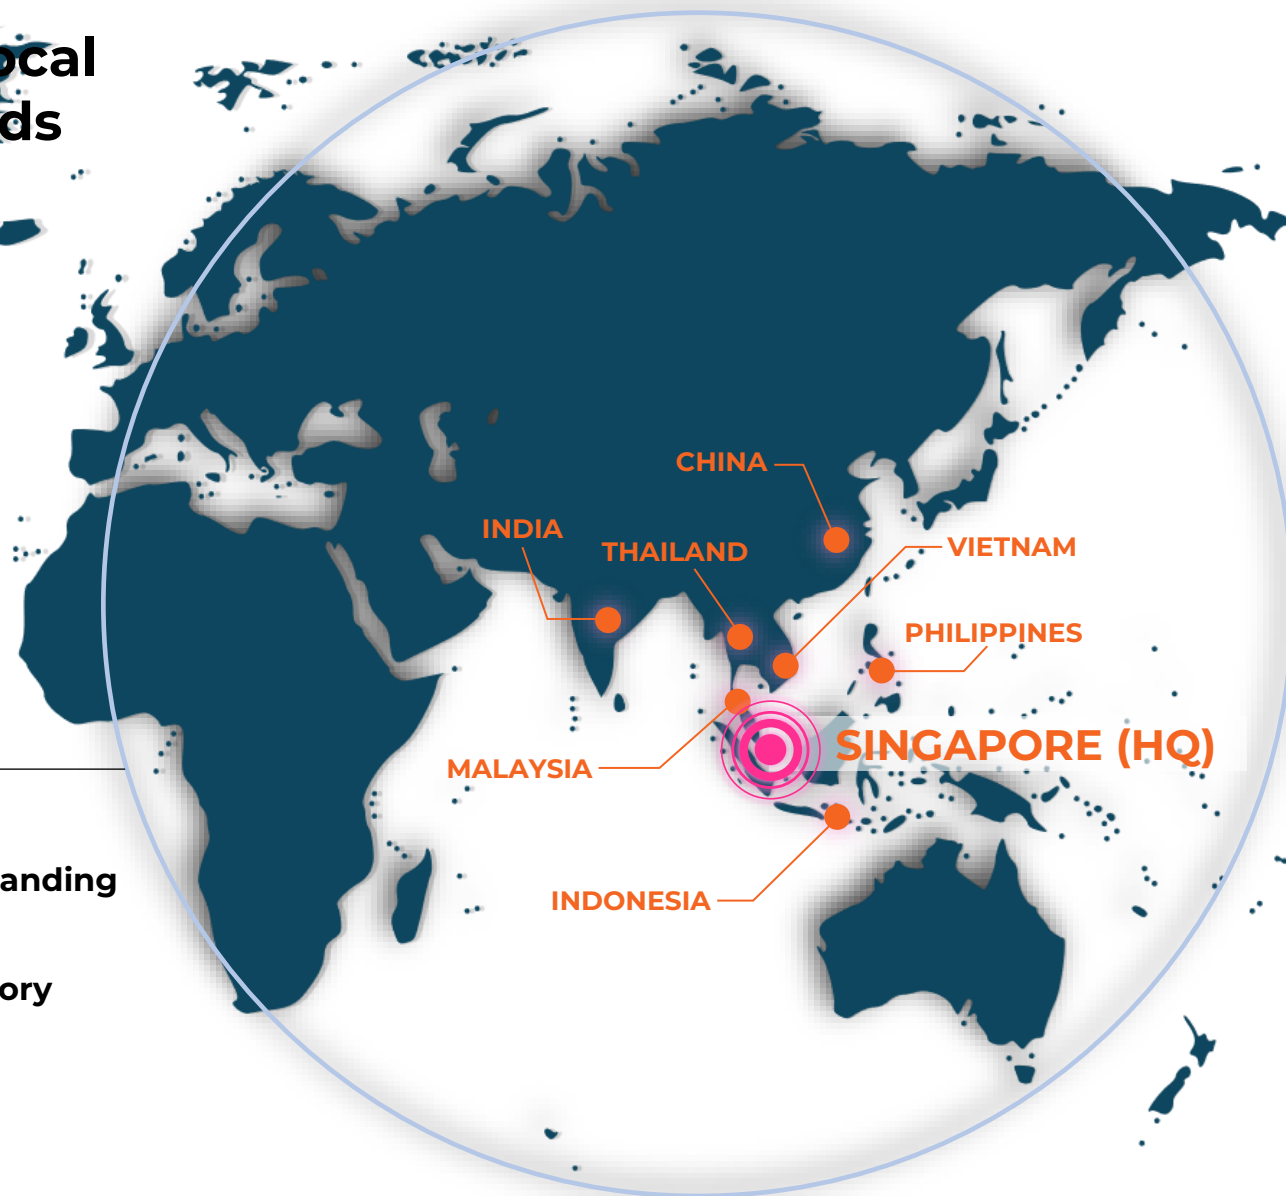 ocal
ds
CHINA
INDIA
THAILAND
VIETNAM
PHILIPPINES
SINGAPORE (HQ)
MALAYSIA
anding
INDONESIA
ory